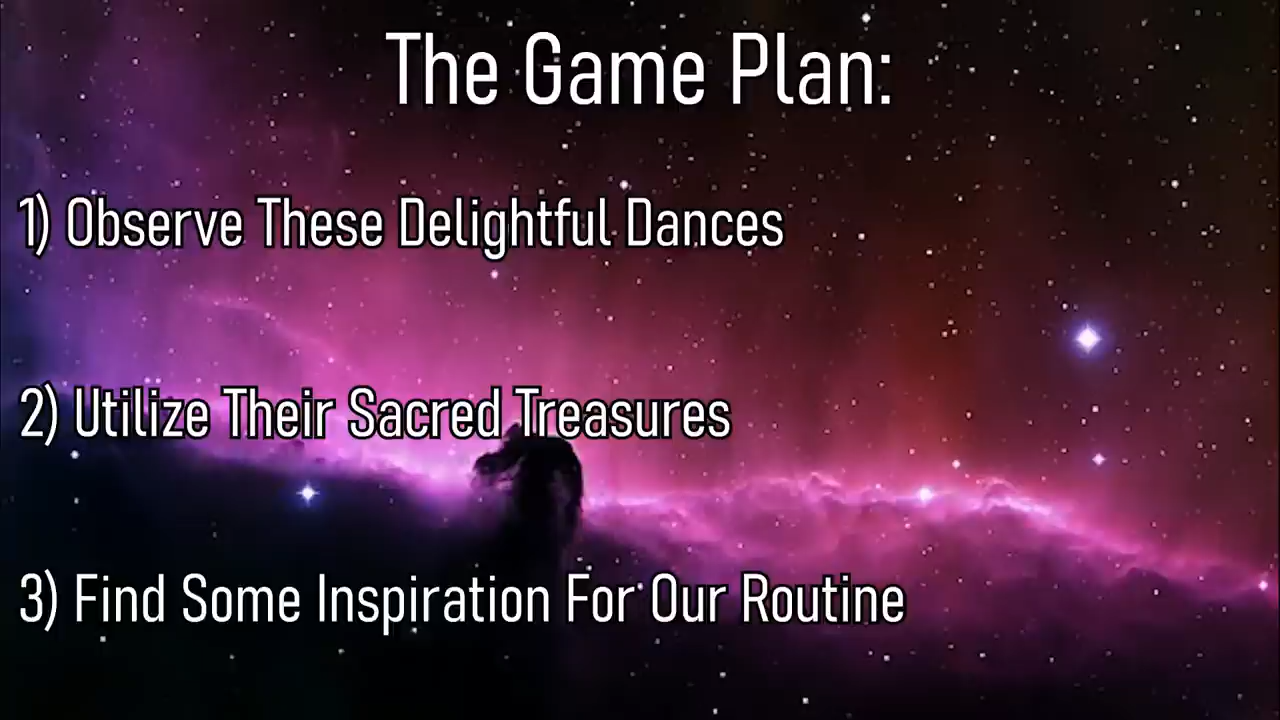 The Game Plan:
1) Observe These Delightful Dances
2) Utilize Their Sacred Treasures
3) Find Some Inspiration For Our Routine